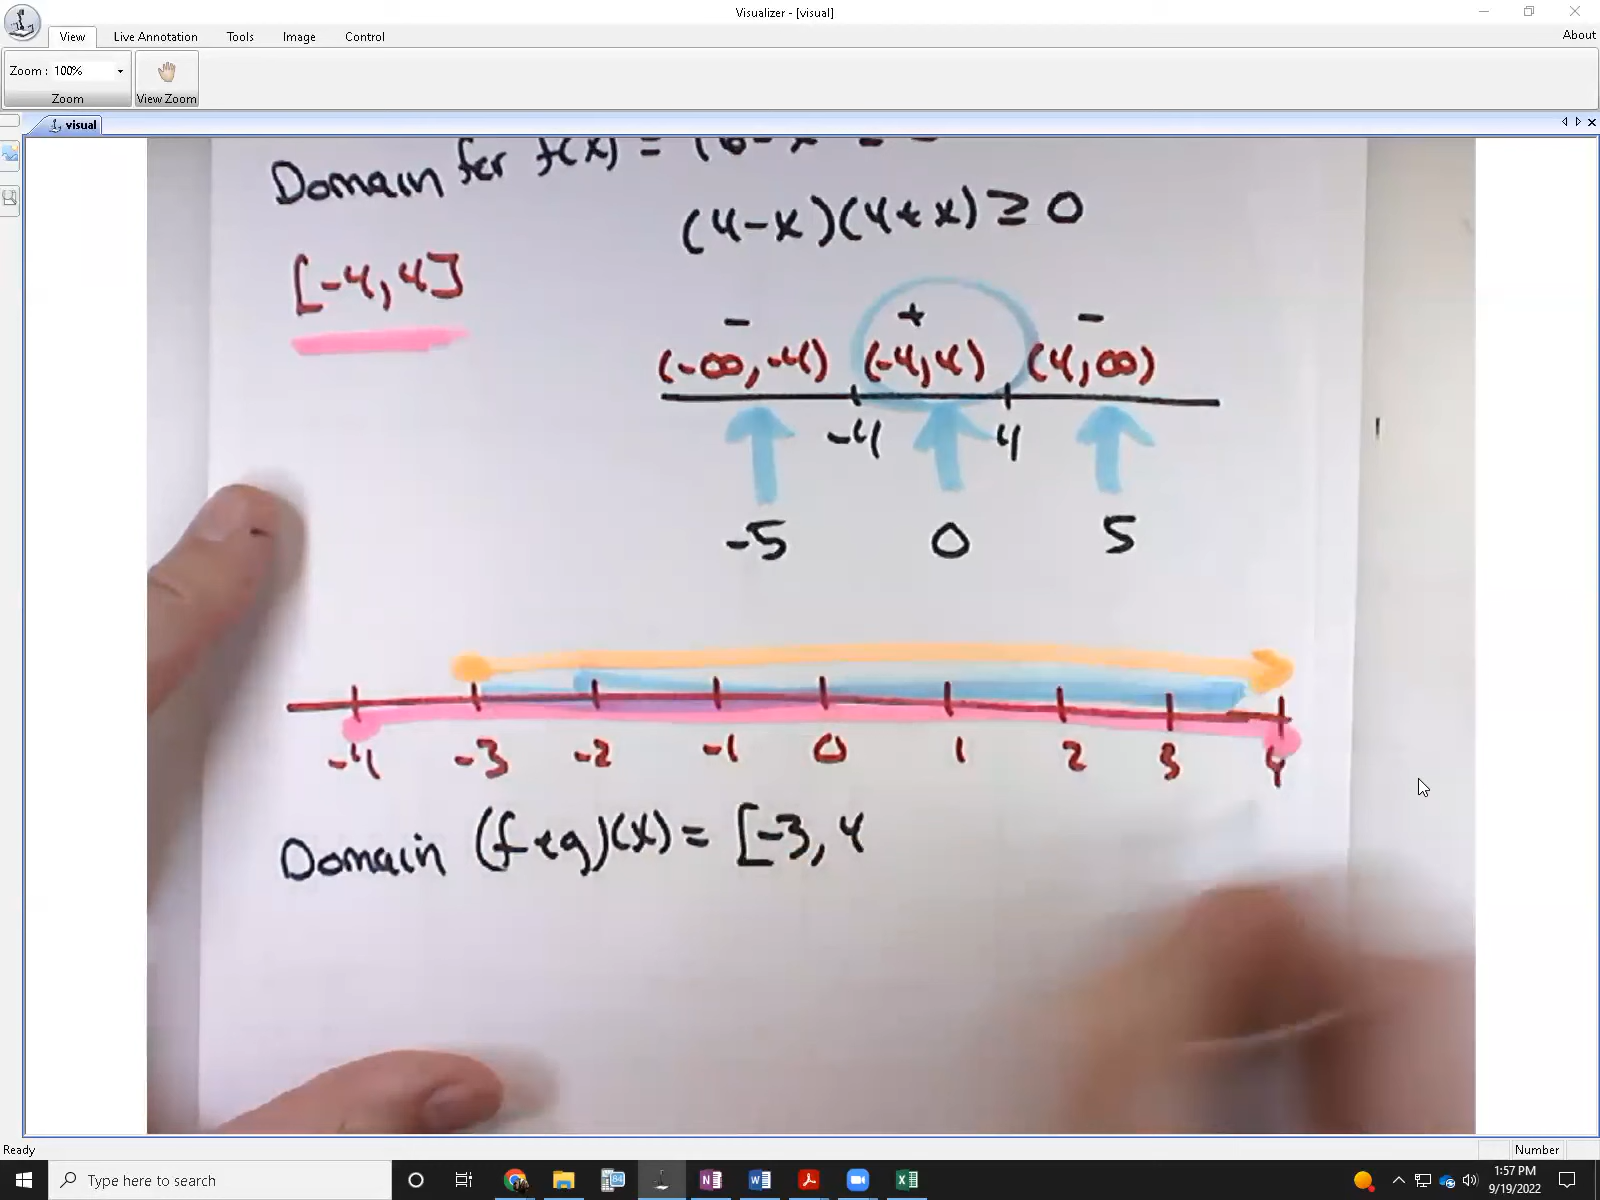 Visualizer - [visual]
About
View Live Annotation Tools Image Control
Zoom : 100%
Zoom View Zoom
visual
Domain for f(x) =
(4-x)(4+x) ≥ 0
[-4,4]
- + -
(-∞,-4) (-4,4) (4,∞)
-4 4
-5 0 5
-4 -3 -2 -1 0 1 2 3 4
Domain (f+g)(x) = [-3, 4
Ready Number
Type here to search
1:57 PM
9/19/2022